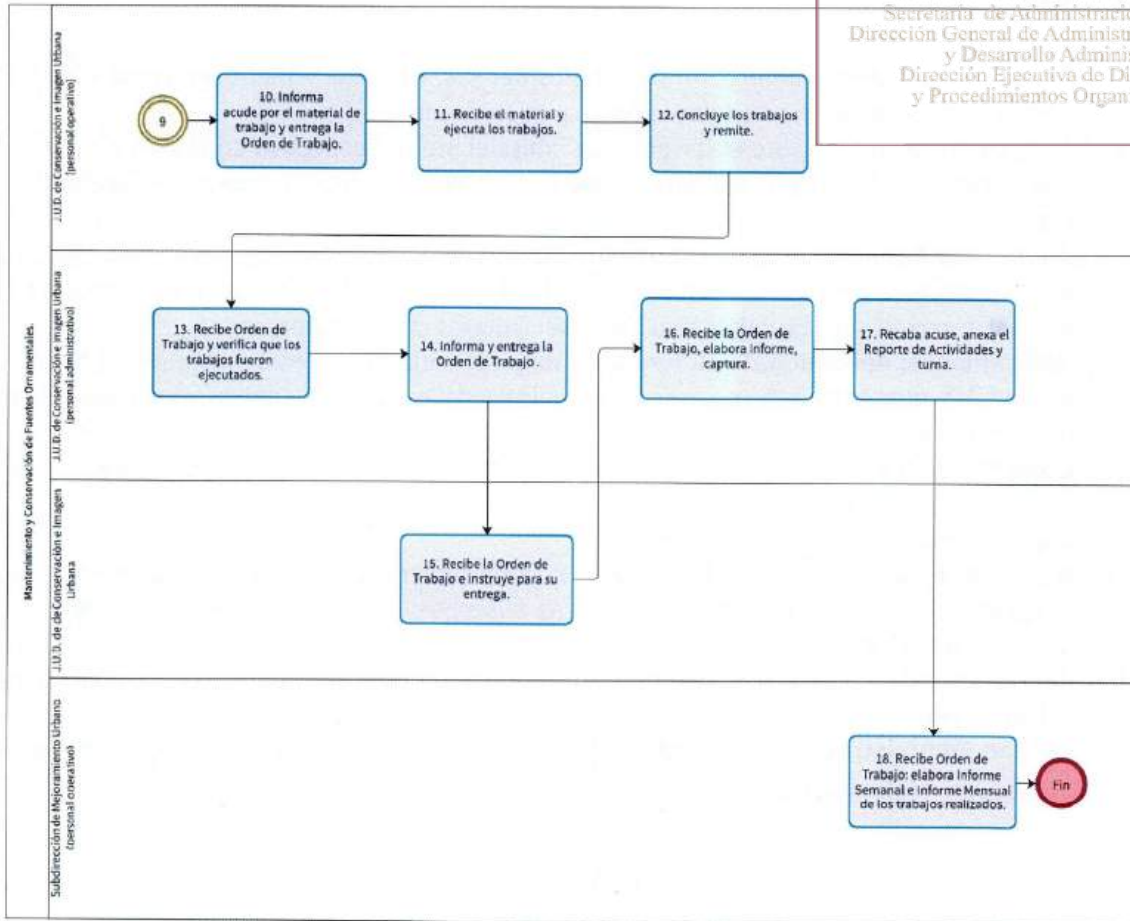 Secretaría de Administració
Dirección General de Administr
y Desarrollo Adminis
Dirección Ejecutiva de Di
y Procedimientos Organ
Mantenimiento y Conservación de Fuentes Ornamentales.
J.U.D. de Conservación e Imagen Urbana
(personal operativo)
9
10. Informa
acude por el material de
trabajo y entrega la
Orden de Trabajo.
11. Recibe el material y
ejecuta los trabajos.
12. Concluye los trabajos
y remite.
J.U.D. de Conservación e Imagen Urbana
(personal administrativo)
13. Recibe Orden de
Trabajo y verifica que los
trabajos fueron
ejecutados.
14. Informa y entrega la
Orden de Trabajo .
16. Recibe la Orden de
Trabajo, elabora Informe,
captura.
17. Recaba acuse, anexa el
Reporte de Actividades y
turna.
J.U.D. de de Conservación e Imagen
Urbana
15. Recibe la Orden de
Trabajo e instruye para su
entrega.
Subdirección de Mejoramiento Urbano
(personal operativo)
18. Recibe Orden de
Trabajo: elabora Informe
Semanal e Informe Mensual
de los trabajos realizados.
Fin